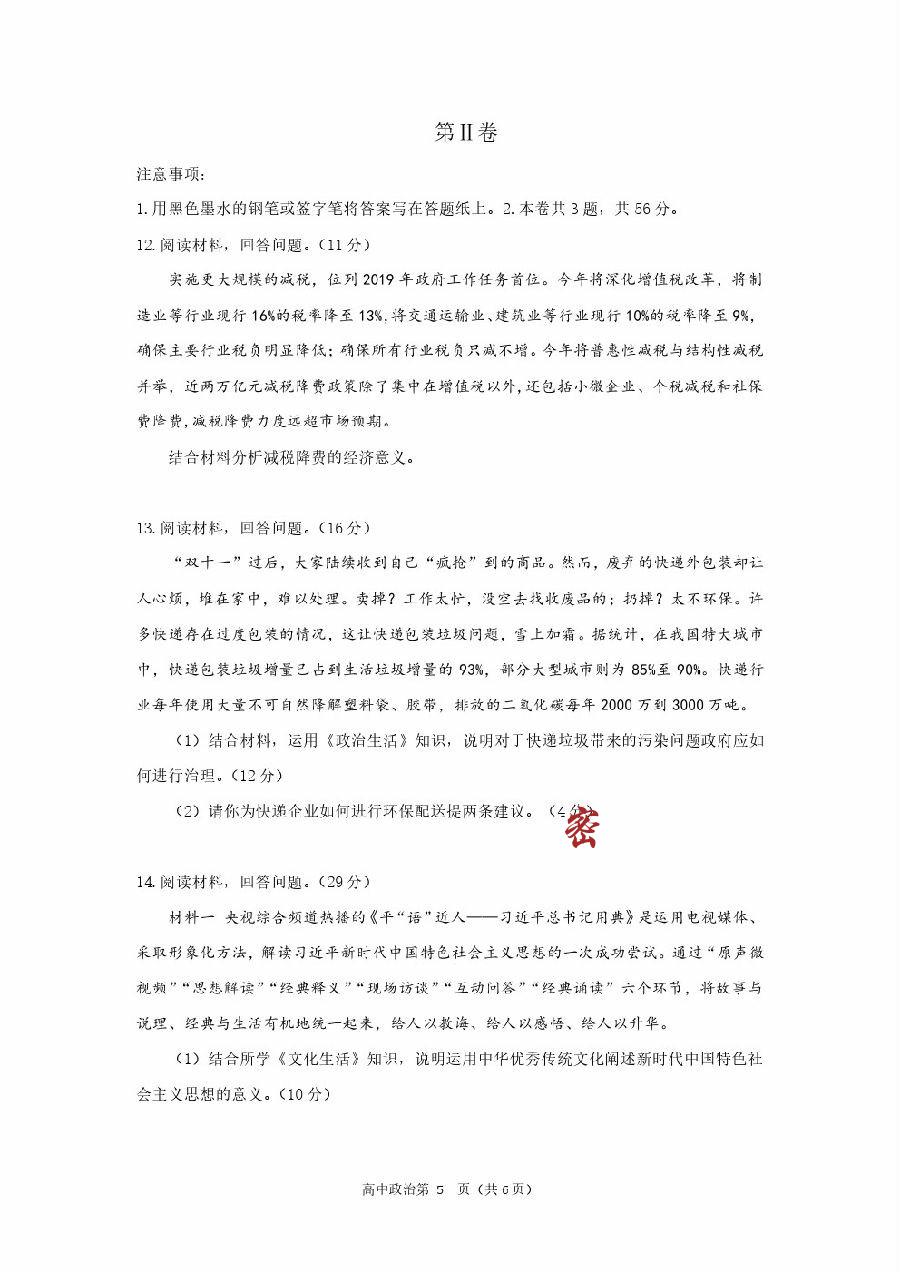 第Ⅱ卷
注意事项:
1.用黑色墨水的钢笔或签字笔将答案写在答题纸上。2.本卷共3题，共56分。
12.阅读材料，回答问题。(11分)
实施更大规模的减税，位列2019年政府工作任务首位。今年将深化增值税改革，将制
造业等行业现行16%的税率降至13%,将交通运输业、建筑业等行业现行10%的税率降至9%，
确保主要行业税负明显降低；确保所有行业税负只减不增。今年将普惠性减税与结构性减税
并举，近两万亿元减税降费政策除了集中在增值税以外,还包括小微企业、个税减税和社保
费降费,减税降费力度远超市场预期。
结合材料分析减税降费的经济意义。
13.阅读材料，回答问题。(16分)
“双十一”过后，大家陆续收到自己“疯抢”到的商品。然而，废弃的快递外包装却让
人心烦，堆在家中，难以处理。卖掉？工作太忙，没空去找收废品的；扔掉？太不环保。许
多快递存在过度包装的情况，这让快递包装垃圾问题，雪上加霜。据统计，在我国特大城市
中，快递包装垃圾增量已占到生活垃圾增量的93%，部分大型城市则为85%至90%。快递行
业每年使用大量不可自然降解塑料袋、胶带，排放的二氧化碳每年2000万到3000万吨。
（1）结合材料，运用《政治生活》知识，说明对于快递垃圾带来的污染问题政府应如
何进行治理。(12分)
（2）请你为快递企业如何进行环保配送提两条建议。（4分）
密
14.阅读材料，回答问题。(29分)
材料一 央视综合频道热播的《平“语”近人——习近平总书记用典》是运用电视媒体、
采取形象化方法，解读习近平新时代中国特色社会主义思想的一次成功尝试。通过“原声微
视频”“思想解读”“经典释义”“现场访谈”“互动问答”“经典诵读”六个环节，将故事与
说理、经典与生活有机地统一起来，给人以教诲、给人以感悟、给人以升华。
（1）结合所学《文化生活》知识，说明运用中华优秀传统文化阐述新时代中国特色社
会主义思想的意义。(10分)
高中政治第 5 页（共6页）